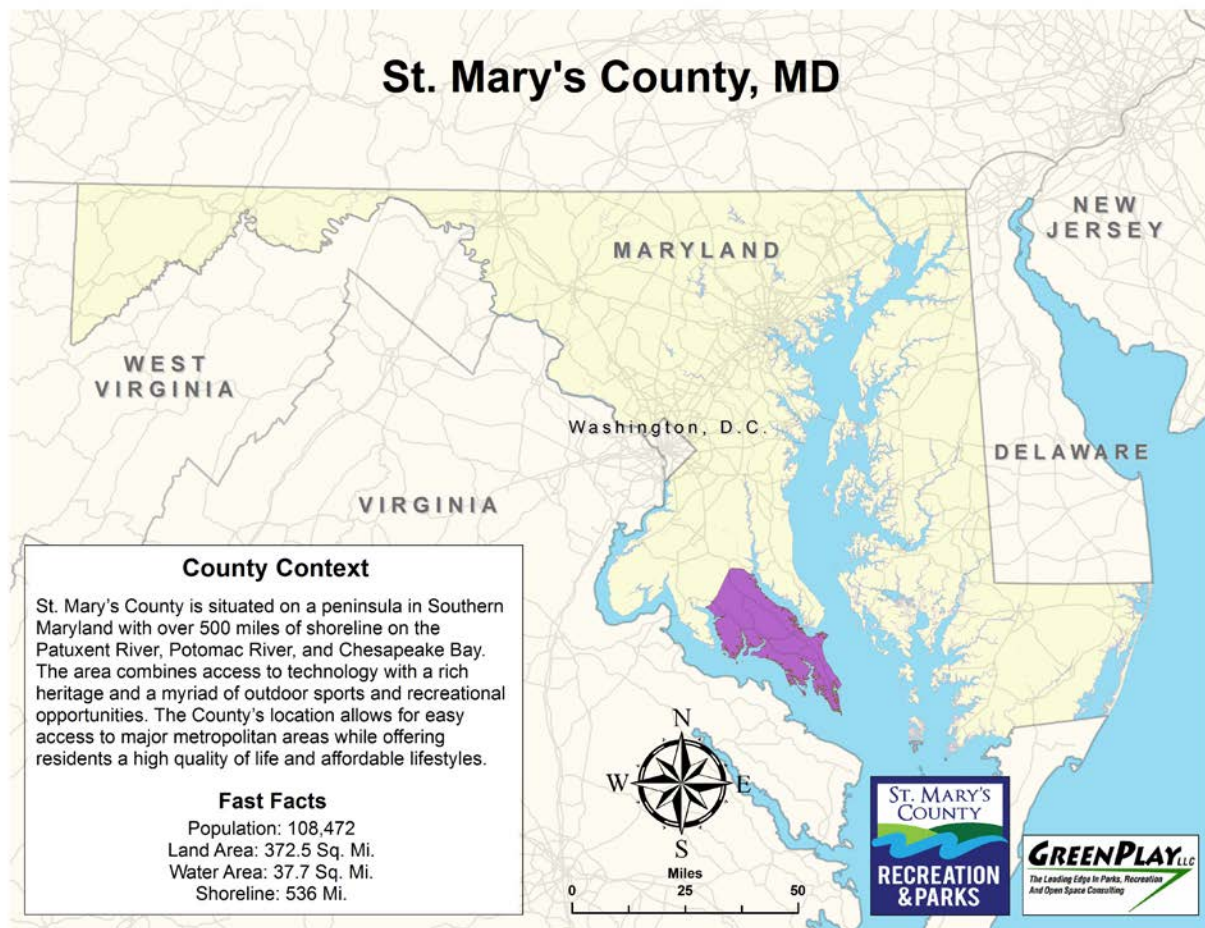 St. Mary's County, MD
NEW
JERSEY
MARYLAND
WEST
VIRGINIA
Washington, D.C.
DELAWARE
VIRGINIA
County Context
St. Mary's County is situated on a peninsula in Southern
Maryland with over 500 miles of shoreline on the
Patuxent River, Potomac River, and Chesapeake Bay.
The area combines access to technology with a rich
heritage and a myriad of outdoor sports and recreational
opportunities. The County's location allows for easy
access to major metropolitan areas while offering
residents a high quality of life and affordable lifestyles.
Fast Facts
Population: 108,472
Land Area: 372.5 Sq. Mi.
Water Area: 37.7 Sq. Mi.
Shoreline: 536 Mi.
N
W E
S
Miles
0 25 50
ST. MARY'S
COUNTY
RECREATION
& PARKS
GREENPLAY LLC
The Leading Edge In Parks, Recreation
And Open Space Consulting